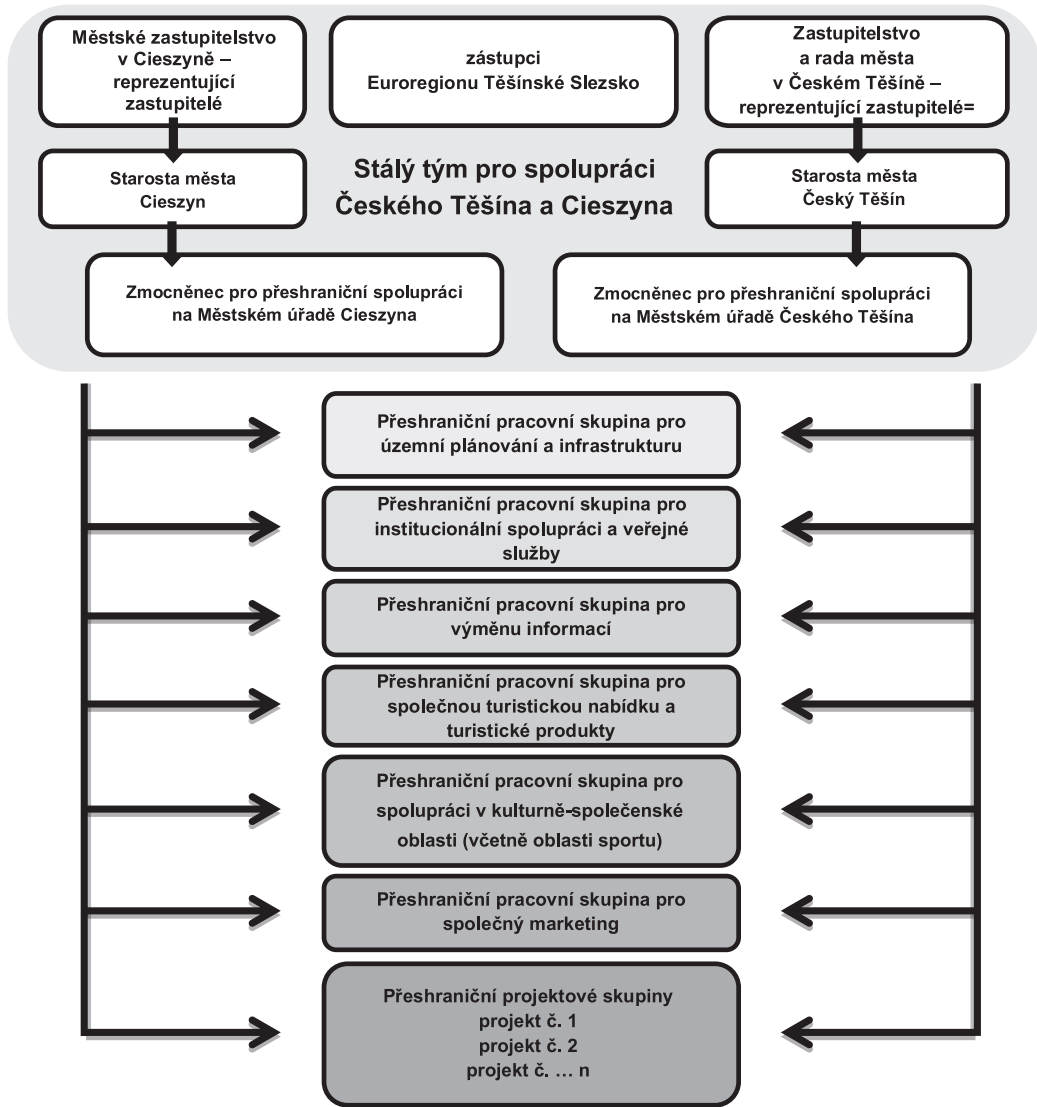 Městské zastupitelstvo
v Cieszyně –
reprezentující
zastupitelé
zástupci
Euroregionu Těšínské Slezsko
Zastupitelstvo
a rada města
v Českém Těšíně –
reprezentující zastupitelé=
Starosta města
Cieszyn
Stálý tým pro spolupráci
Českého Těšína a Cieszyna
Starosta města
Český Těšín
Zmocněnec pro přeshraniční spolupráci
na Městském úřadě Cieszyna
Zmocněnec pro přeshraniční spolupráci
na Městském úřadě Českého Těšína
Přeshraniční pracovní skupina pro
územní plánování a infrastrukturu
Přeshraniční pracovní skupina pro
institucionální spolupráci a veřejné
služby
Přeshraniční pracovní skupina pro
výměnu informací
Přeshraniční pracovní skupina pro
společnou turistickou nabídku a
turistické produkty
Přeshraniční pracovní skupina pro
spolupráci v kulturně-společenské
oblasti (včetně oblasti sportu)
Přeshraniční pracovní skupina pro
společný marketing
Přeshraniční projektové skupiny
projekt č. 1
projekt č. 2
projekt č. … n